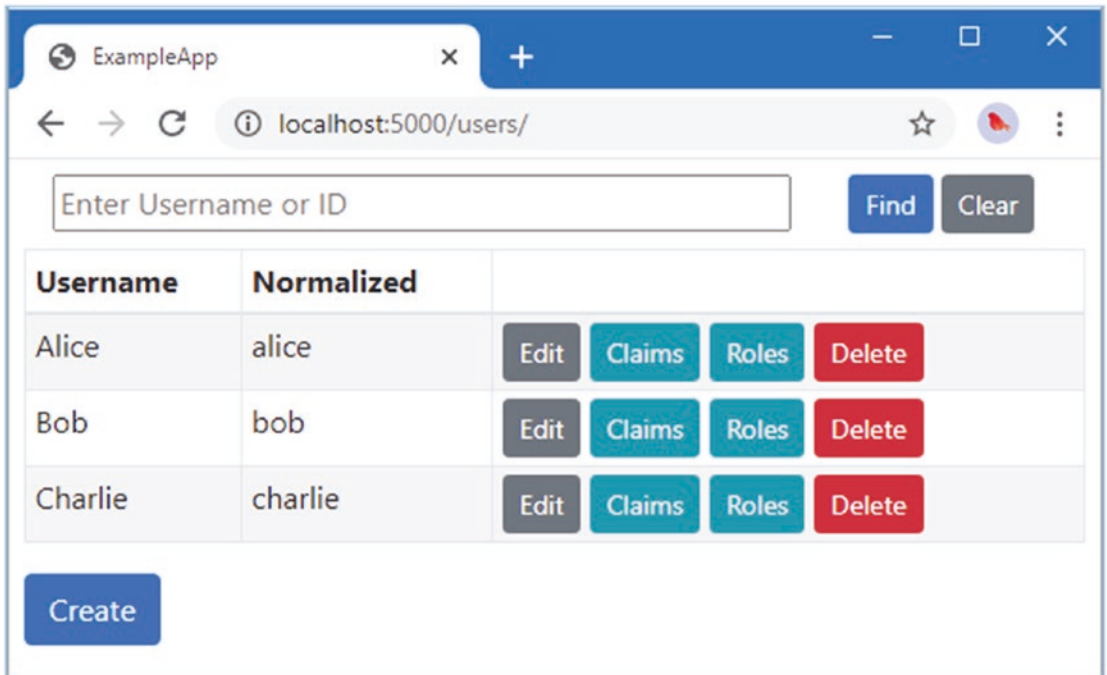 ExampleApp
localhost:5000/users/
Enter Username or ID Find Clear
Username Normalized
Alice alice Edit Claims Roles Delete
Bob bob Edit Claims Roles Delete
Charlie charlie Edit Claims Roles Delete
Create